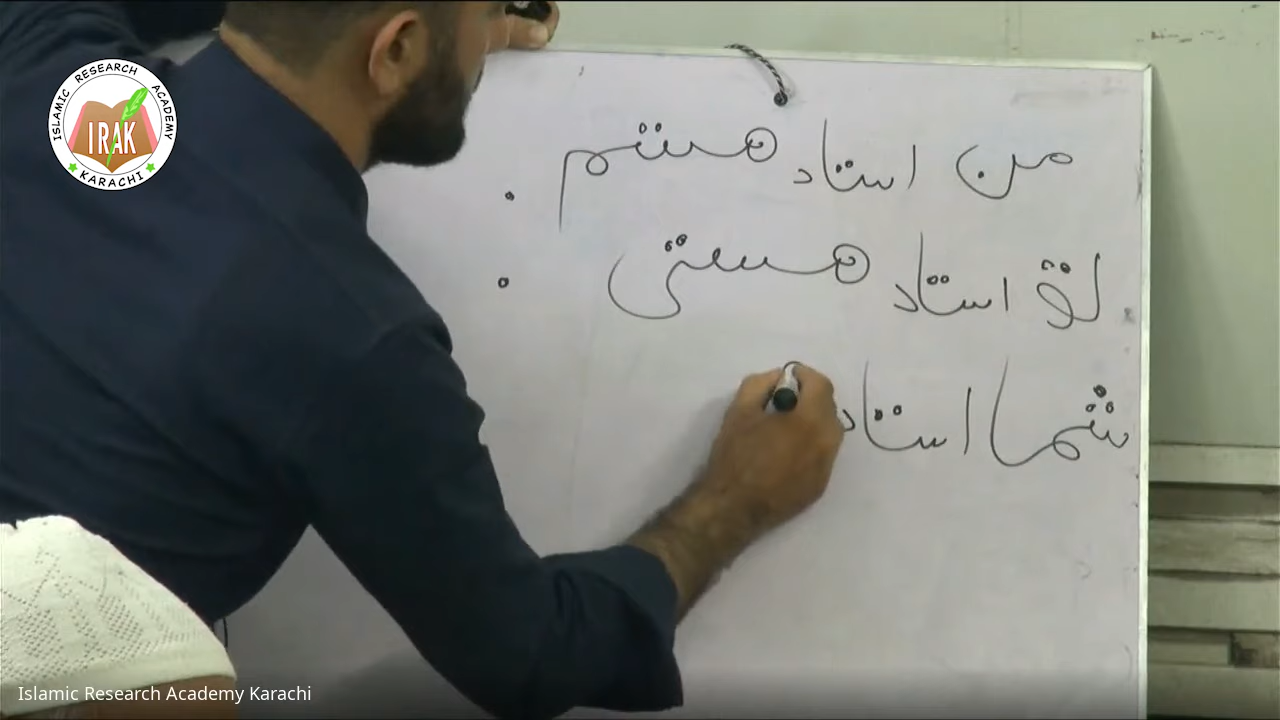 ISLAMIC RESEARCH ACADEMY
IRAK
KARACHI
من استاد هستم .
تو استاد هستی .
شما استاد
Islamic Research Academy Karachi